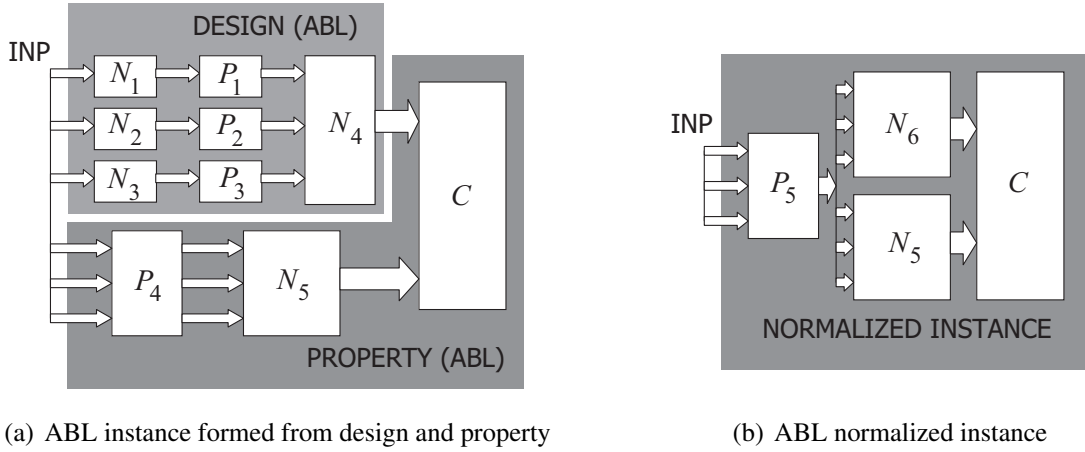 DESIGN (ABL)
INP
N1 P1
N2 P2 N4
N3 P3
C
P4 N5
PROPERTY (ABL)
(a) ABL instance formed from design and property
INP
N6
P5 C
N5
NORMALIZED INSTANCE
(b) ABL normalized instance